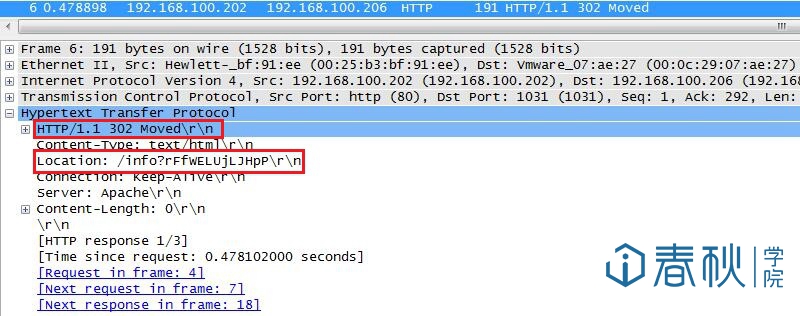 6 0.478898 192.168.100.202 192.168.100.206 HTTP 191 HTTP/1.1 302 Moved
Frame 6: 191 bytes on wire (1528 bits), 191 bytes captured (1528 bits)
Ethernet II, Src: Hewlett-_bf:91:ee (00:25:b3:bf:91:ee), Dst: Vmware_07:ae:27 (00:0c:29:07:ae:27)
Internet Protocol Version 4, Src: 192.168.100.202 (192.168.100.202), Dst: 192.168.100.206 (192.168.
Transmission Control Protocol, Src Port: http (80), Dst Port: 1031 (1031), Seq: 1, Ack: 292, Len:
Hypertext Transfer Protocol
HTTP/1.1 302 Moved\r\n
Content-Type: text/html\r\n
Location: /info?rFfWELUjLJHpP\r\n
Connection: Keep-Alive\r\n
Server: Apache\r\n
Content-Length: 0\r\n
\r\n
[HTTP response 1/3]
[Time since request: 0.478102000 seconds]
[Request in frame: 4]
[Next request in frame: 7]
[Next response in frame: 18]
春秋学院